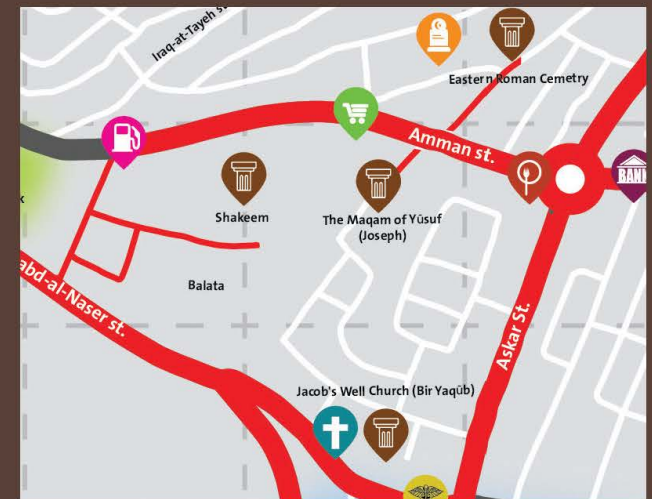 Iraq-at-Tayeh st.
Eastern Roman Cemetry
Amman st.
BANK
Shakeem
The Maqam of Yūsuf
(Joseph)
Balata
abd-al-Naser st.
Askar St.
Jacob's Well Church (Bir Yaqūb)